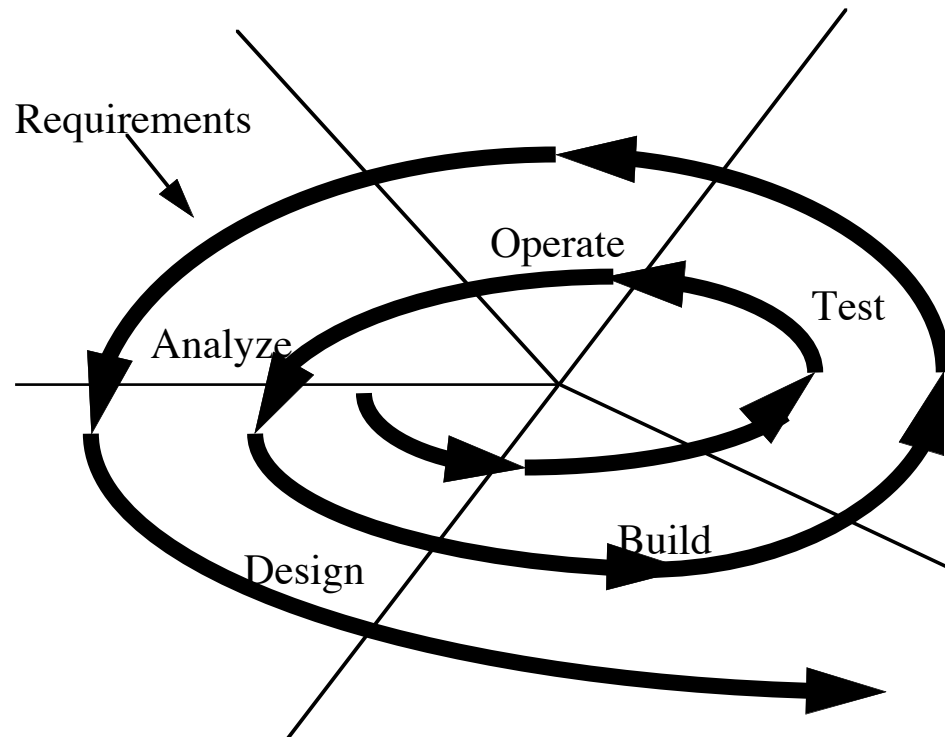 Requirements
Operate
Test
Analyze
Build
Design